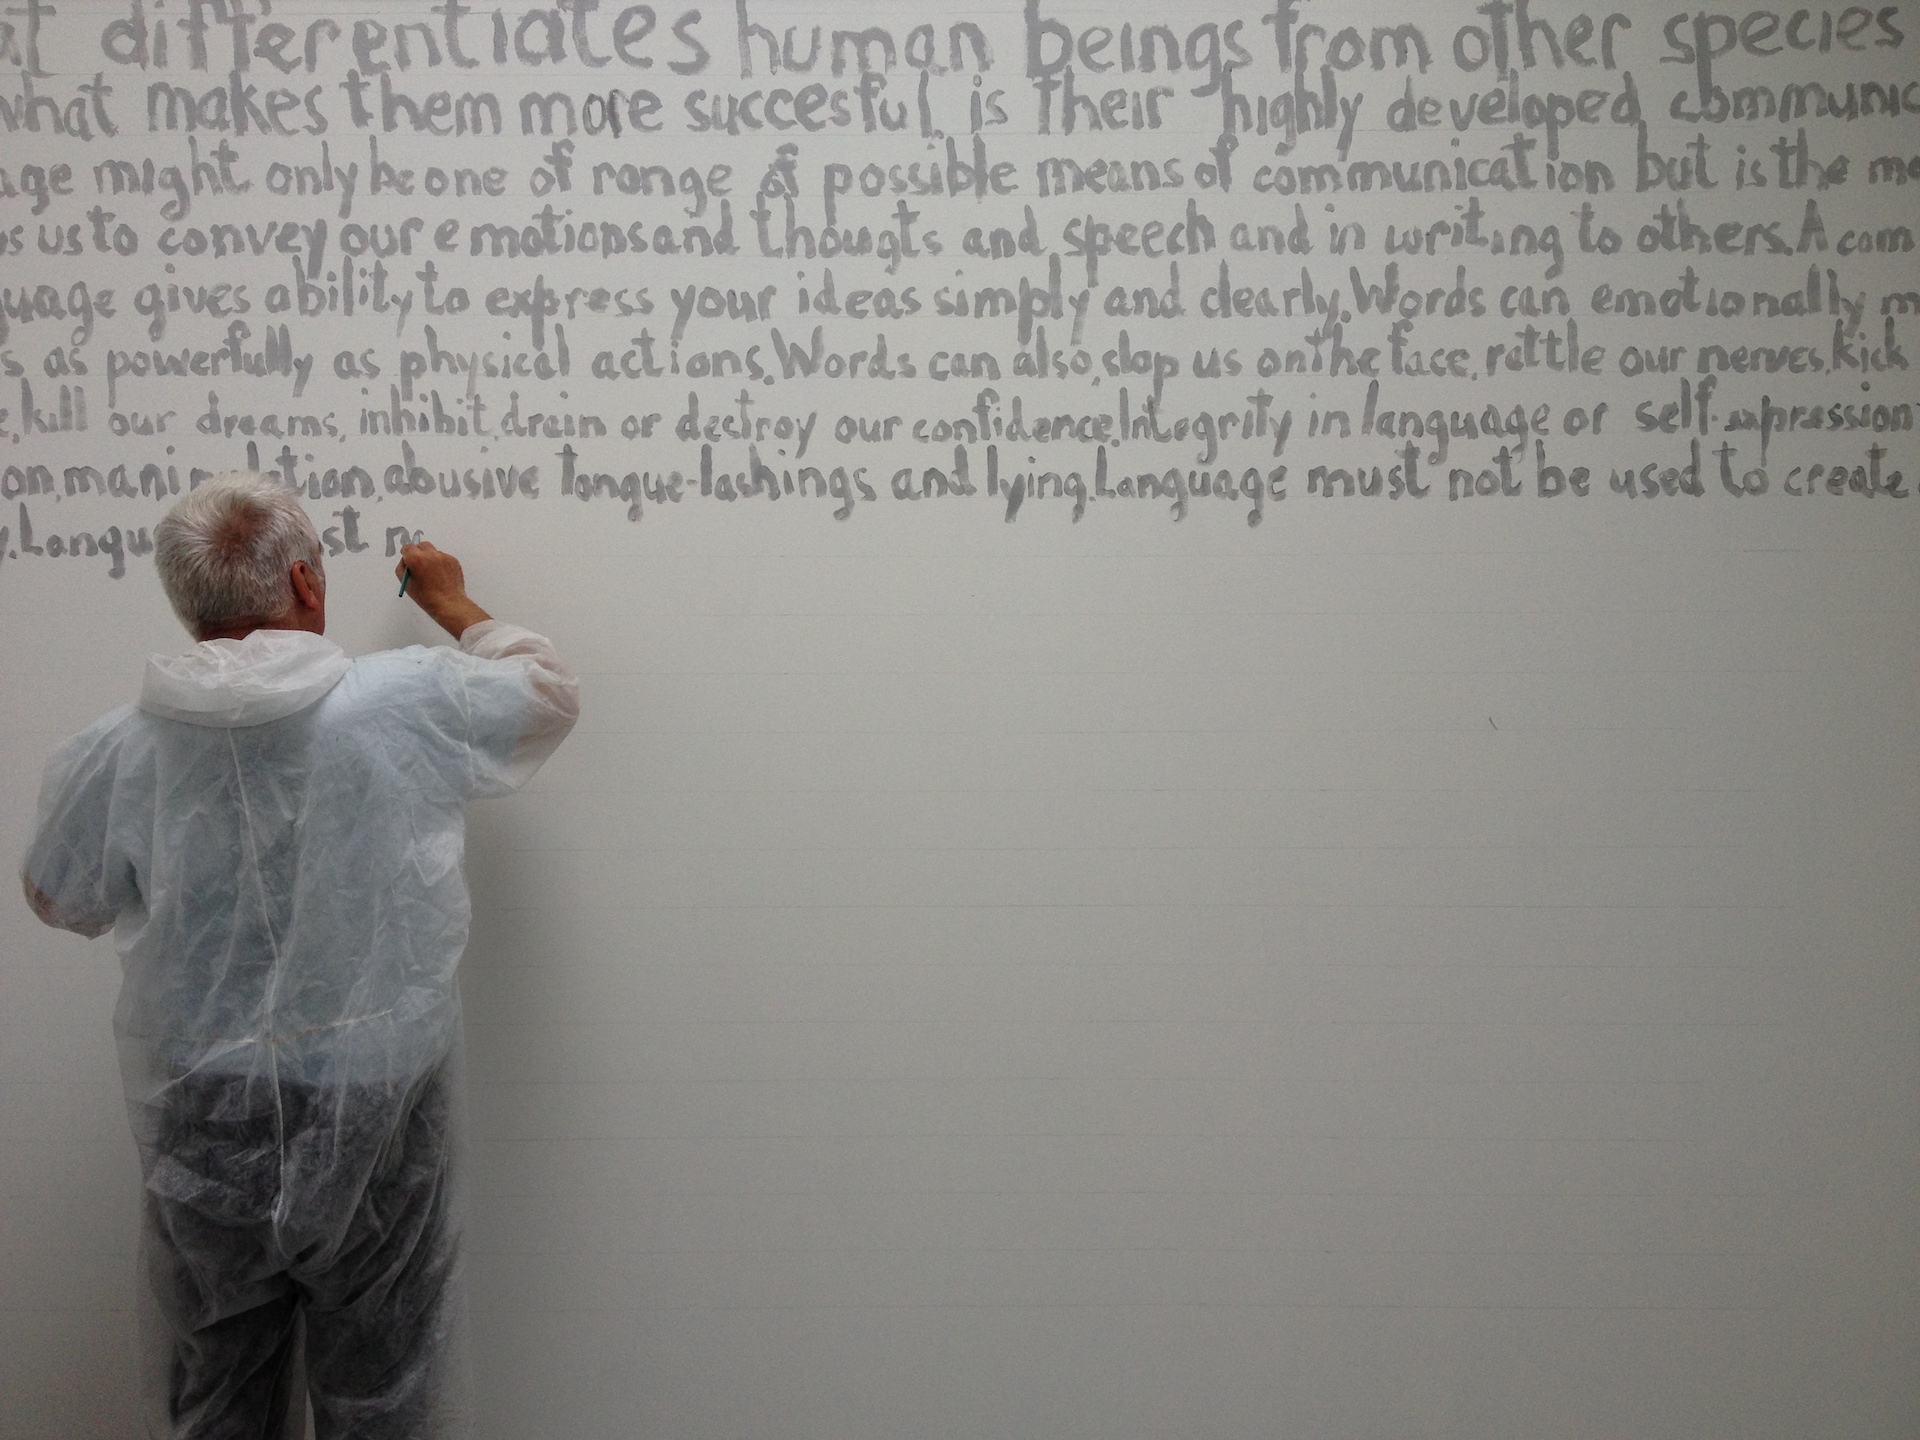 at differentiates human beings from other species
what makes them more succesful, is their highly developed communic
age might only be one of range of possible means of communication but is the me
us to convey our emotions and thougts and speech and in writing to others. A com
guage gives ability to express your ideas simply and clearly. Words can emotionally m
s as powerfully as physical actions. Words can also, slap us on the face, rattle our nerves, kick
e, kill our dreams, inhibit, drain or destroy our confidence. Integrity in language or self-expression
on, mani lation, abusive tongue-lashings and lying. Language must not be used to create
y. Langu st no